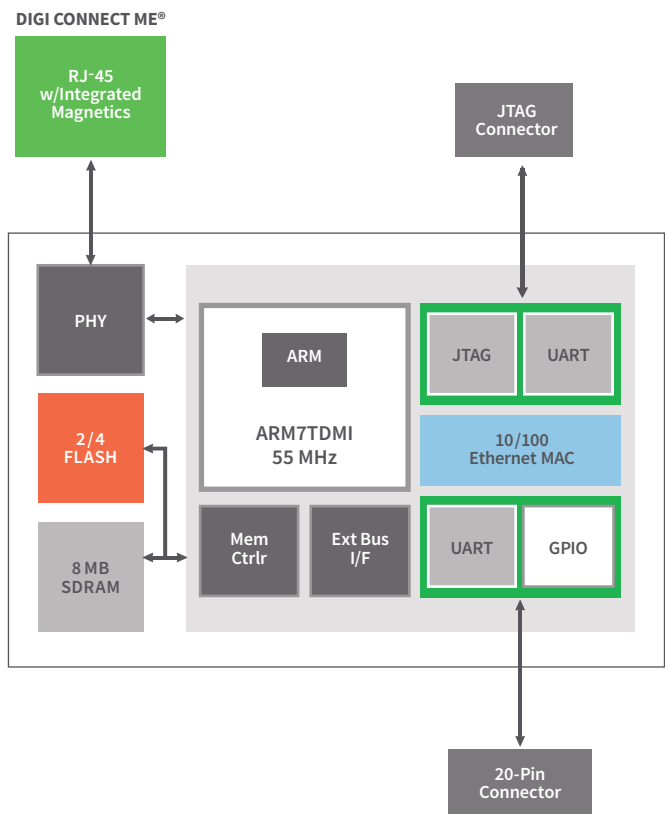 DIGI CONNECT ME®
RJ-45
w/Integrated
Magnetics
JTAG
Connector
PHY
ARM
ARM7TDMI
55 MHz
JTAG
UART
2/4
FLASH
10/100
Ethernet MAC
8 MB
SDRAM
Mem
Ctrlr
Ext Bus
I/F
UART
GPIO
20-Pin
Connector